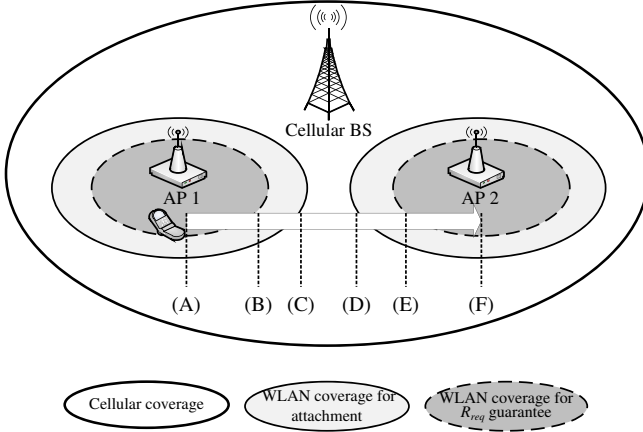 Cellular BS
AP 1
AP 2
(A)
(B)
(C)
(D)
(E)
(F)
Cellular coverage
WLAN coverage for
attachment
WLAN coverage for
R_req guarantee